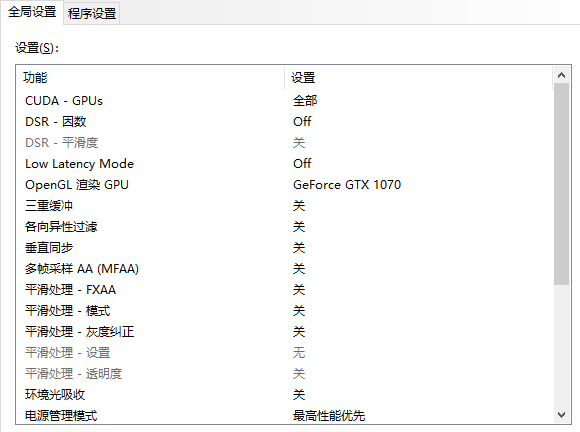 全局设置 程序设置
设置(S):
功能 设置
CUDA - GPUs 全部
DSR - 因数 Off
DSR - 平滑度 关
Low Latency Mode Off
OpenGL 渲染 GPU GeForce GTX 1070
三重缓冲 关
各向异性过滤 关
垂直同步 关
多帧采样 AA (MFAA) 关
平滑处理 - FXAA 关
平滑处理 - 模式 关
平滑处理 - 灰度纠正 关
平滑处理 - 设置 无
平滑处理 - 透明度 关
环境光吸收 关
电源管理模式 最高性能优先